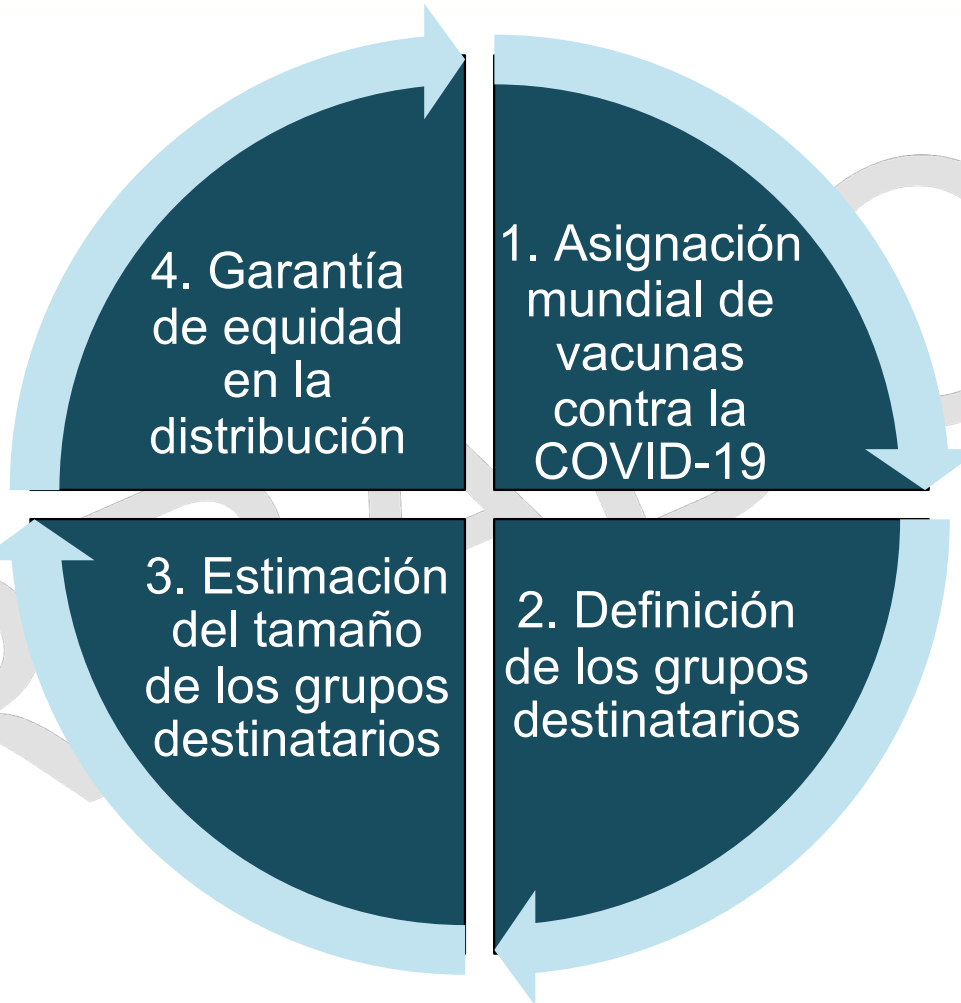 1. Asignación
mundial de
vacunas
contra la
COVID-19
2. Definición
de los grupos
destinatarios
3. Estimación
del tamaño
de los grupos
destinatarios
4. Garantía
de equidad
en la
distribución